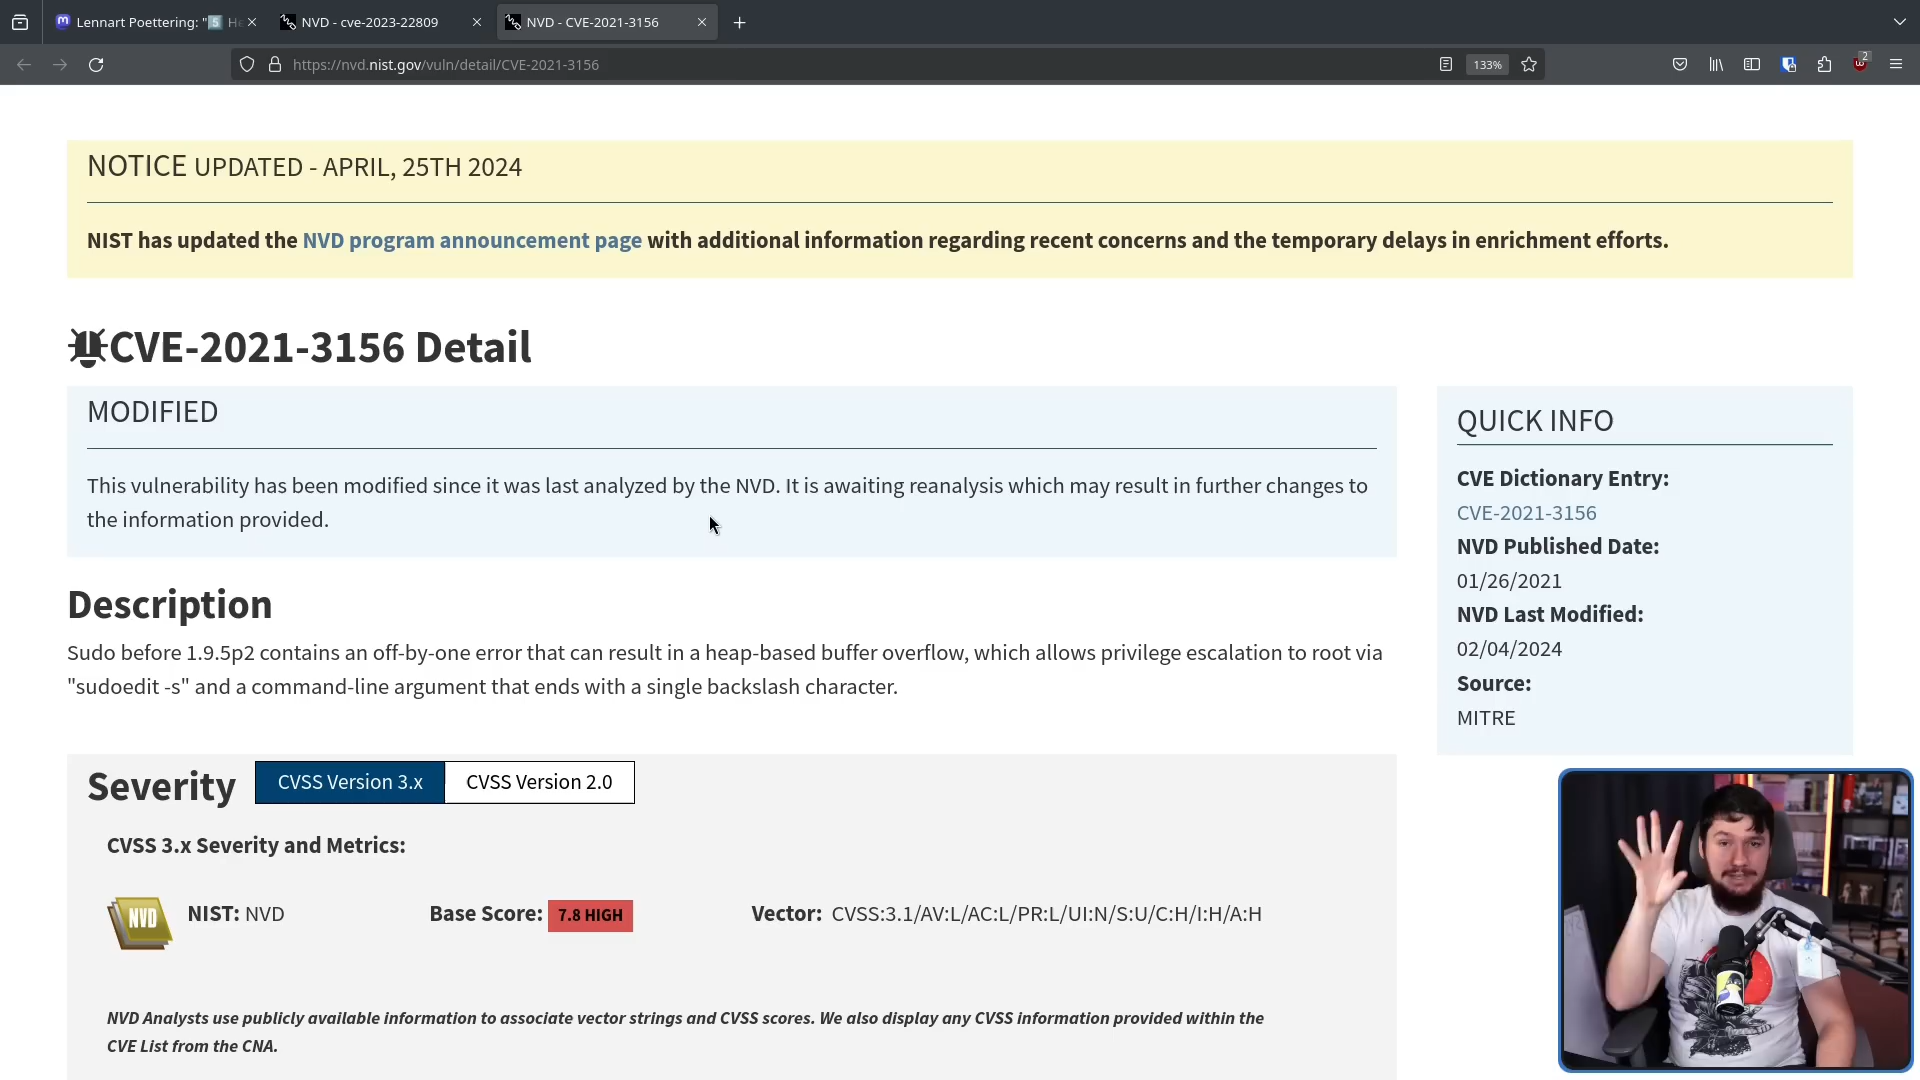 Lennart Poettering: "5 He
NVD - cve-2023-22809
NVD - CVE-2021-3156
https://nvd.nist.gov/vuln/detail/CVE-2021-3156
133%
2
NOTICE UPDATED - APRIL, 25TH 2024
NIST has updated the NVD program announcement page with additional information regarding recent concerns and the temporary delays in enrichment efforts.
CVE-2021-3156 Detail
MODIFIED
This vulnerability has been modified since it was last analyzed by the NVD. It is awaiting reanalysis which may result in further changes to
the information provided.
QUICK INFO
CVE Dictionary Entry:
CVE-2021-3156
NVD Published Date:
01/26/2021
NVD Last Modified:
02/04/2024
Source:
MITRE
Description
Sudo before 1.9.5p2 contains an off-by-one error that can result in a heap-based buffer overflow, which allows privilege escalation to root via
"sudoedit -s" and a command-line argument that ends with a single backslash character.
Severity
CVSS Version 3.x
CVSS Version 2.0
CVSS 3.x Severity and Metrics:
NVD
NIST: NVD
Base Score: 7.8 HIGH
Vector: CVSS:3.1/AV:L/AC:L/PR:L/UI:N/S:U/C:H/I:H/A:H
NVD Analysts use publicly available information to associate vector strings and CVSS scores. We also display any CVSS information provided within the
CVE List from the CNA.